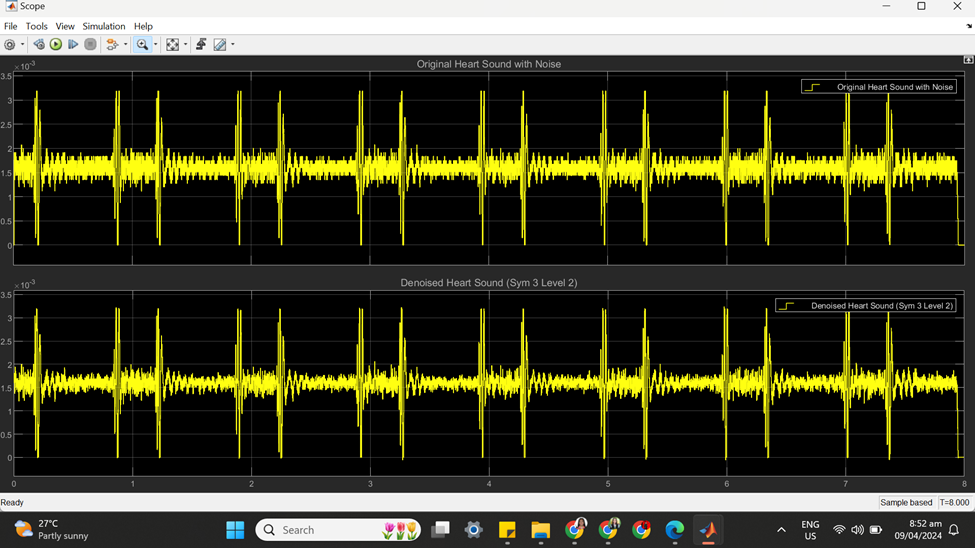 Scope
File Tools View Simulation Help
×10⁻³
Original Heart Sound with Noise
Original Heart Sound with Noise
3.5
3
2.5
2
1.5
1
0.5
0
×10⁻³
Denoised Heart Sound (Sym 3 Level 2)
Denoised Heart Sound (Sym 3 Level 2)
3.5
3
2.5
2
1.5
1
0.5
0
0 1 2 3 4 5 6 7 8
Ready Sample based T=8.000
27°C
Partly sunny
Search
ENG
US
8:52 am
09/04/2024